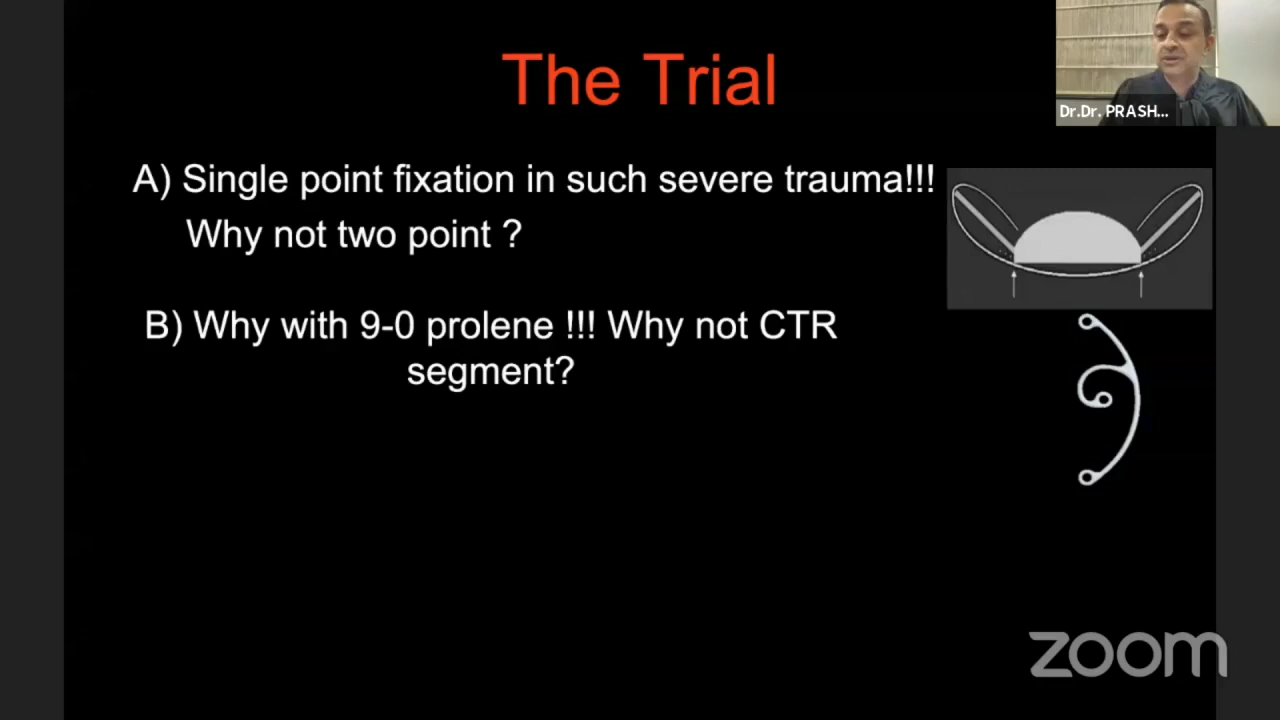 The Trial
Dr.Dr. PRASH...
A) Single point fixation in such severe trauma!!!
Why not two point ?
B) Why with 9-0 prolene !!! Why not CTR
segment?
zoom